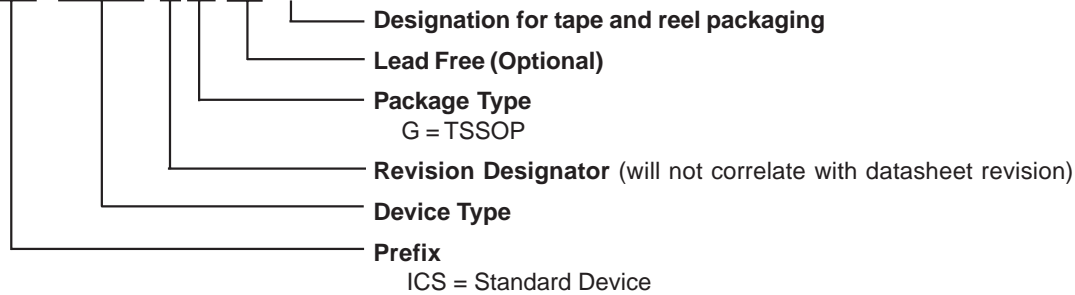 Designation for tape and reel packaging
Lead Free (Optional)
Package Type
G = TSSOP
Revision Designator (will not correlate with datasheet revision)
Device Type
Prefix
ICS = Standard Device